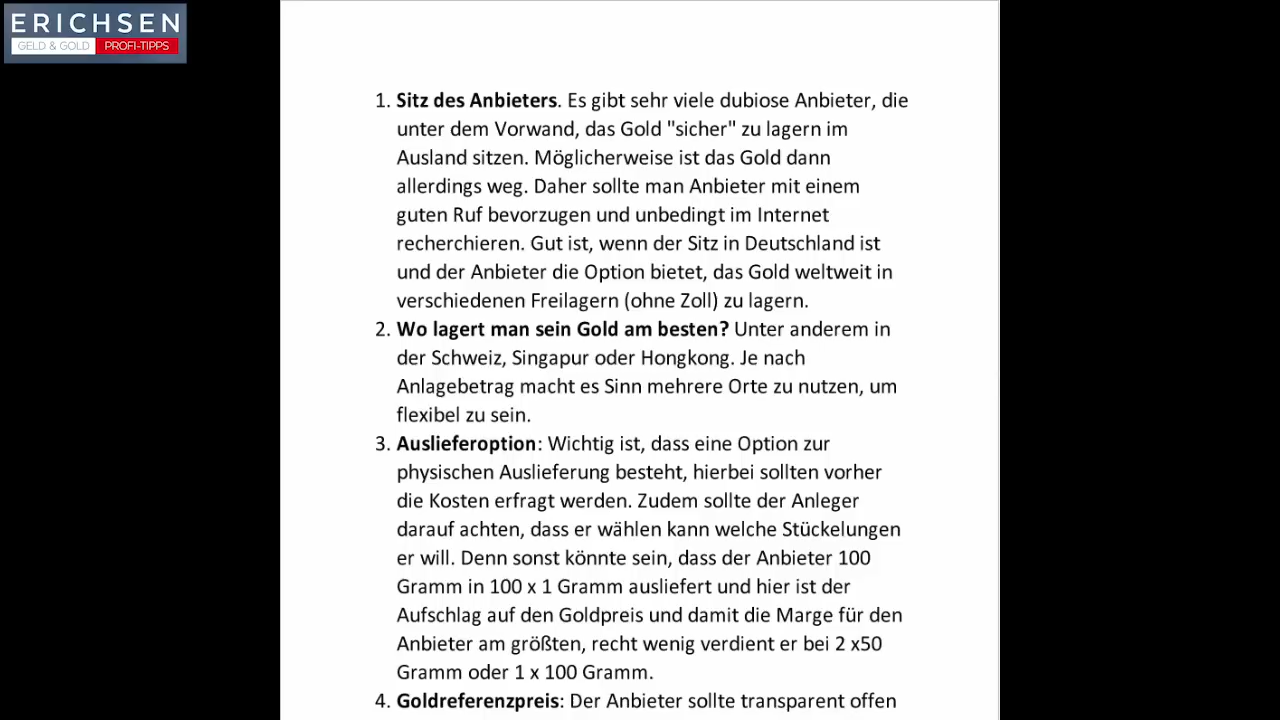 ERICHSEN
GELD & GOLD PROFI-TIPPS
1. Sitz des Anbieters. Es gibt sehr viele dubiose Anbieter, die
unter dem Vorwand, das Gold "sicher" zu lagern im
Ausland sitzen. Möglicherweise ist das Gold dann
allerdings weg. Daher sollte man Anbieter mit einem
guten Ruf bevorzugen und unbedingt im Internet
recherchieren. Gut ist, wenn der Sitz in Deutschland ist
und der Anbieter die Option bietet, das Gold weltweit in
verschiedenen Freilagern (ohne Zoll) zu lagern.
2. Wo lagert man sein Gold am besten? Unter anderem in
der Schweiz, Singapur oder Hongkong. Je nach
Anlagebetrag macht es Sinn mehrere Orte zu nutzen, um
flexibel zu sein.
3. Auslieferoption: Wichtig ist, dass eine Option zur
physischen Auslieferung besteht, hierbei sollten vorher
die Kosten erfragt werden. Zudem sollte der Anleger
darauf achten, dass er wählen kann welche Stückelungen
er will. Denn sonst könnte sein, dass der Anbieter 100
Gramm in 100 x 1 Gramm ausliefert und hier ist der
Aufschlag auf den Goldpreis und damit die Marge für den
Anbieter am größten, recht wenig verdient er bei 2 x50
Gramm oder 1 x 100 Gramm.
4. Goldreferenzpreis: Der Anbieter sollte transparent offen